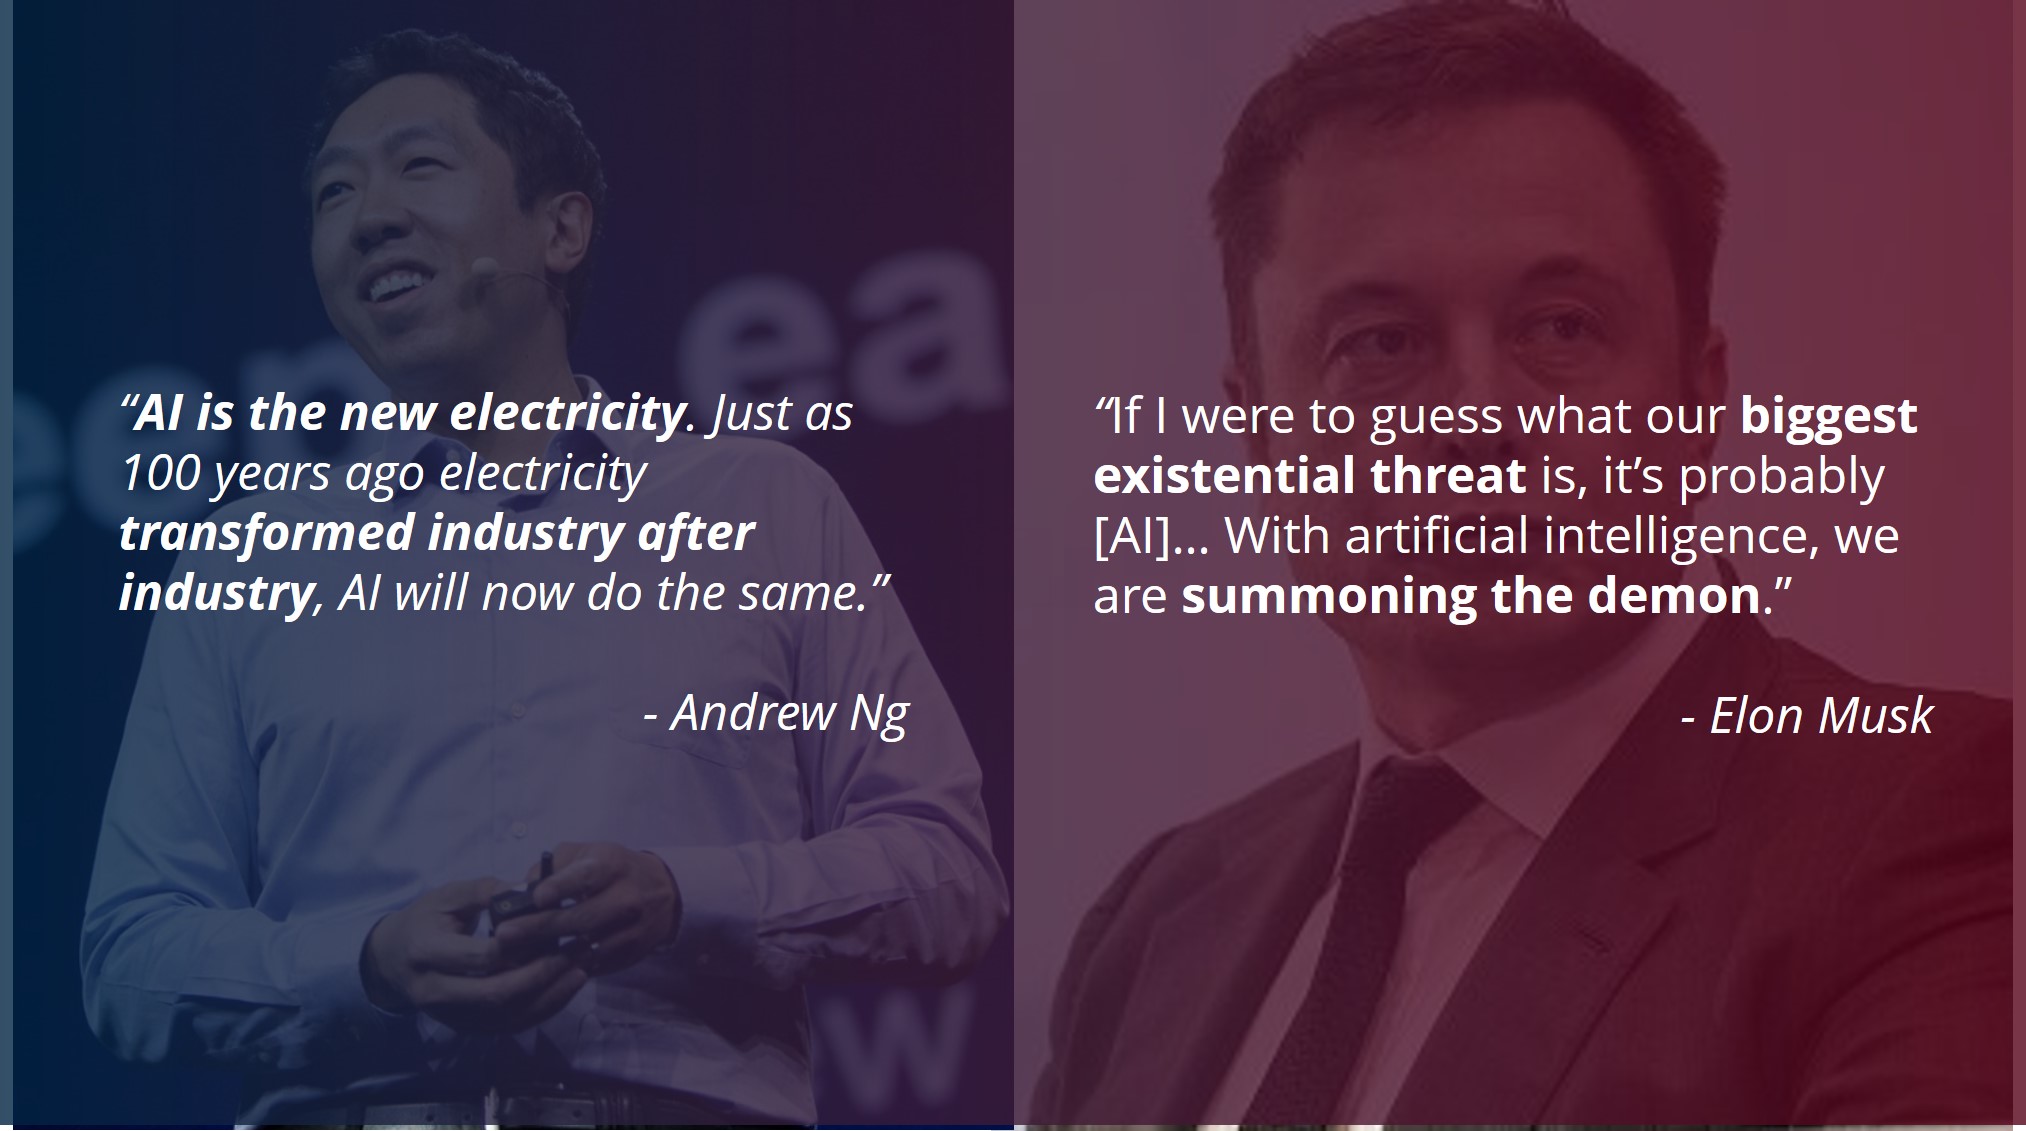 “AI is the new electricity. Just as
100 years ago electricity
transformed industry after
industry, AI will now do the same.”
- Andrew Ng
“If I were to guess what our biggest
existential threat is, it’s probably
[AI]... With artificial intelligence, we
are summoning the demon.”
- Elon Musk
ea
w